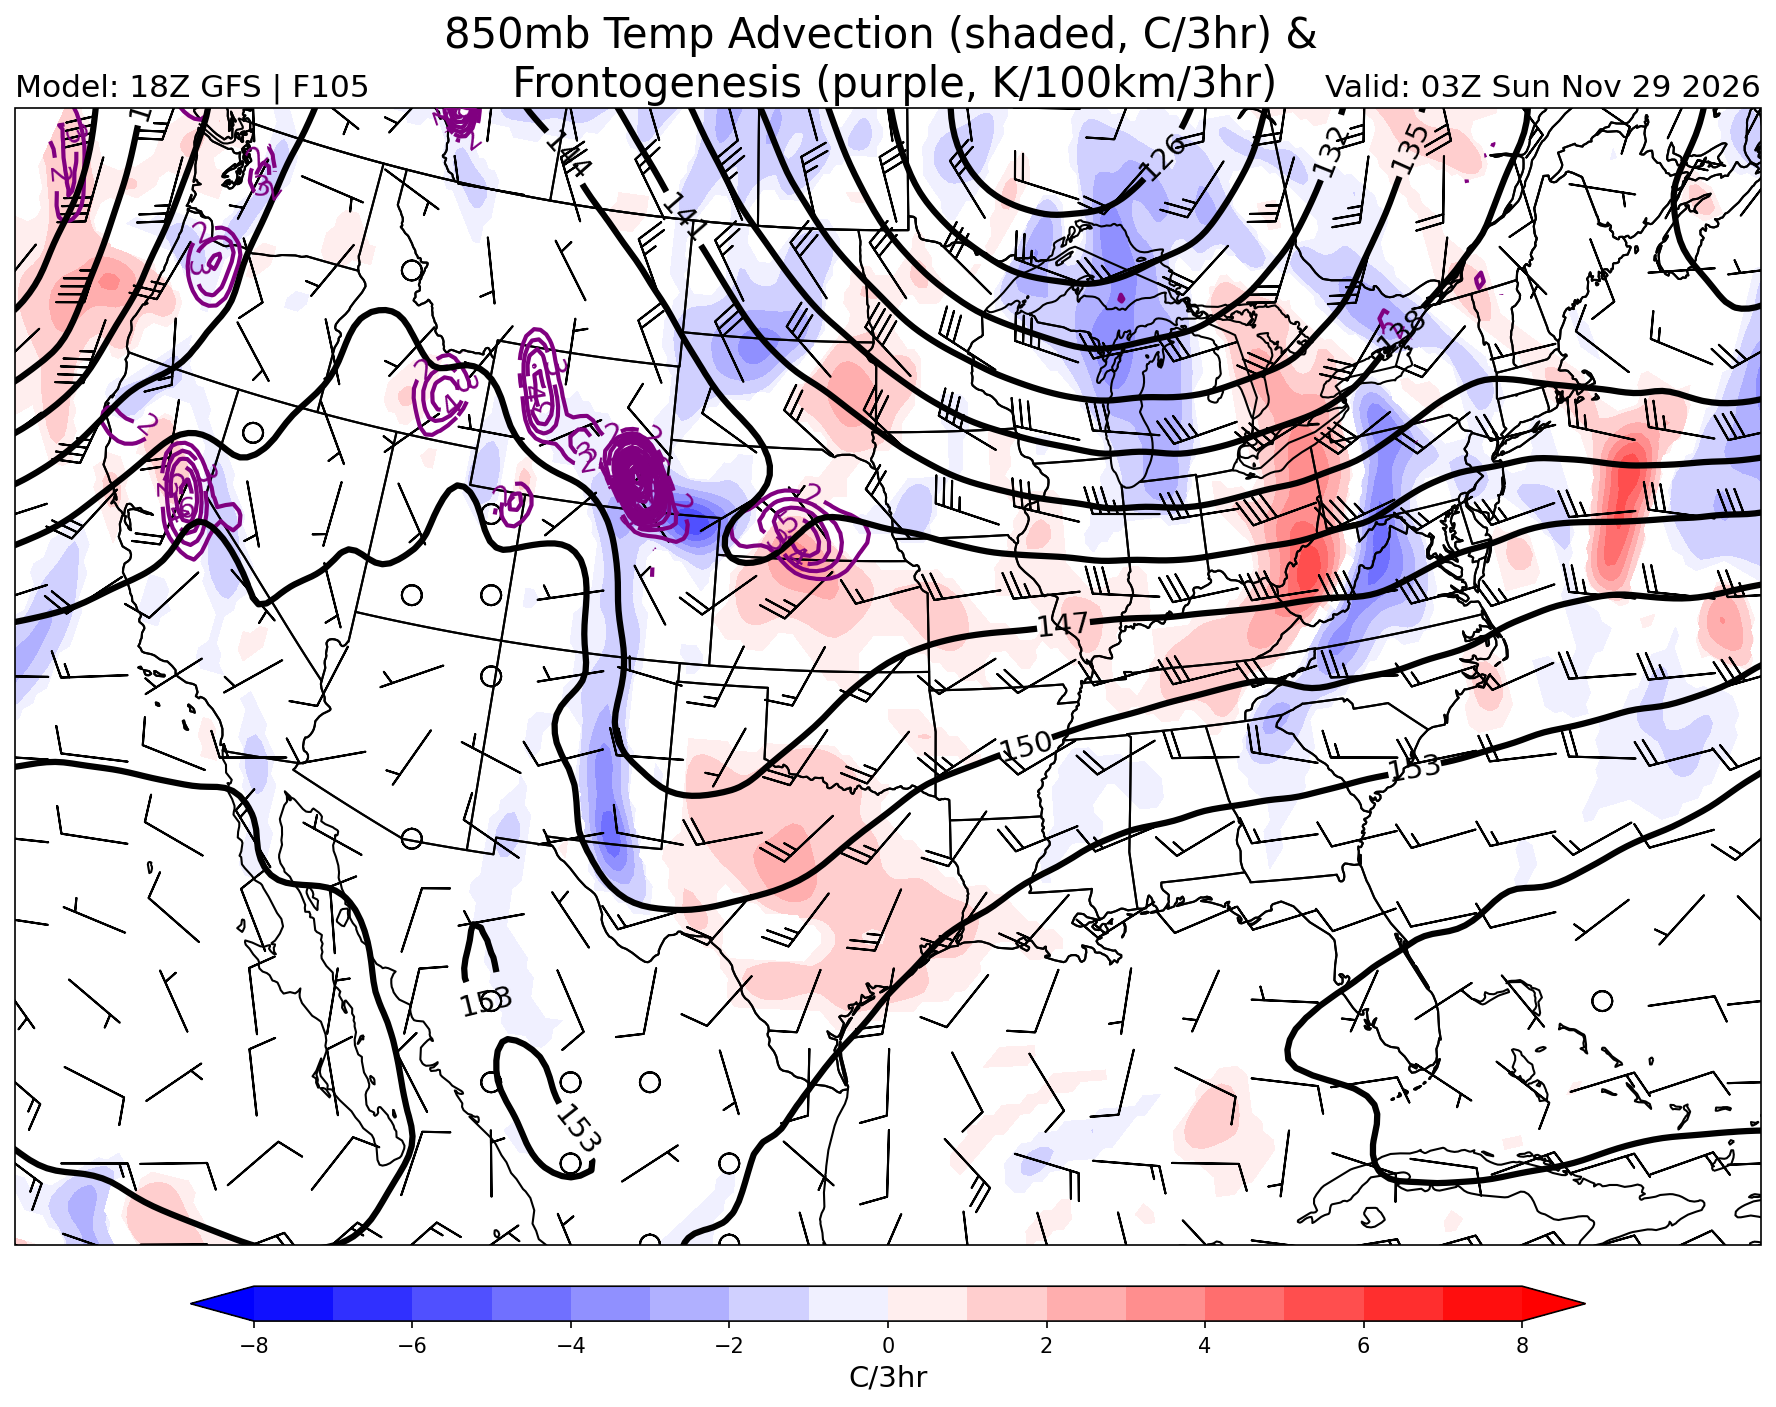 850mb Temp Advection (shaded, C/3hr) &
Model: 18Z GFS | F105
Frontogenesis (purple, K/100km/3hr)
Valid: 03Z Sun Nov 29 2026
144
126
132
135
141
138
147
150
153
153
153
−8 −6 −4 −2 0 2 4 6 8
C/3hr